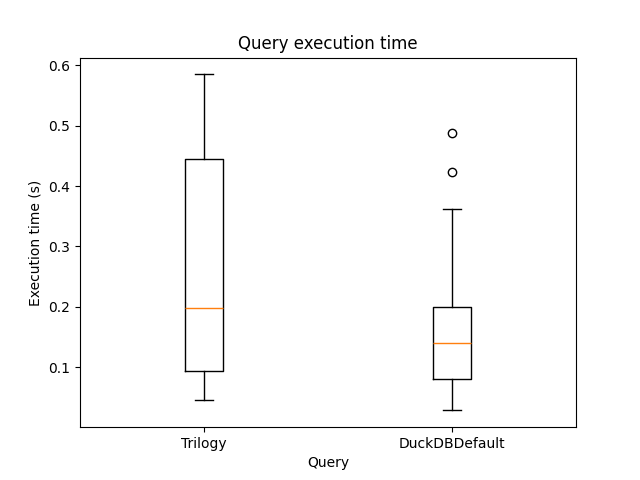 Query execution time
Execution time (s)
0.6
0.5
0.4
0.3
0.2
0.1
Trilogy
DuckDBDefault
Query